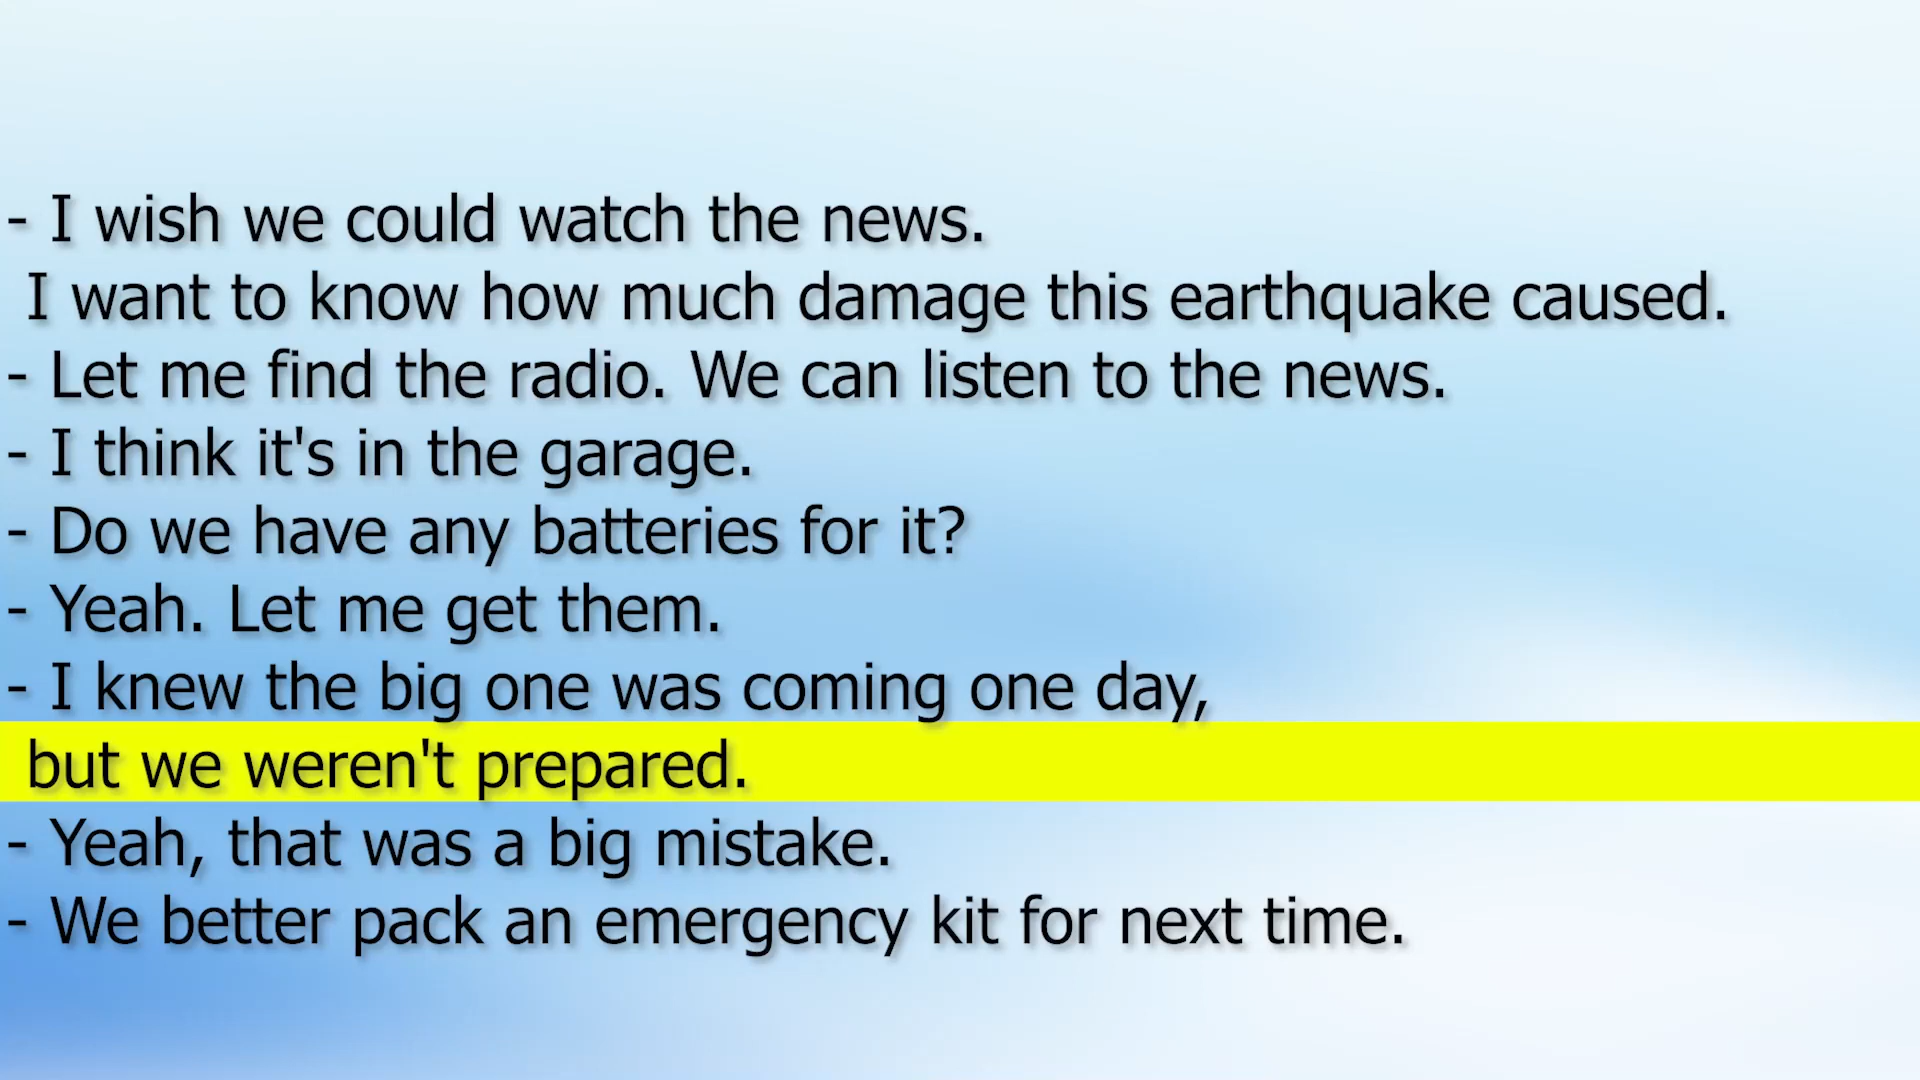 - I wish we could watch the news.
I want to know how much damage this earthquake caused.
- Let me find the radio. We can listen to the news.
- I think it's in the garage.
- Do we have any batteries for it?
- Yeah. Let me get them.
- I knew the big one was coming one day,
but we weren't prepared.
- Yeah, that was a big mistake.
- We better pack an emergency kit for next time.